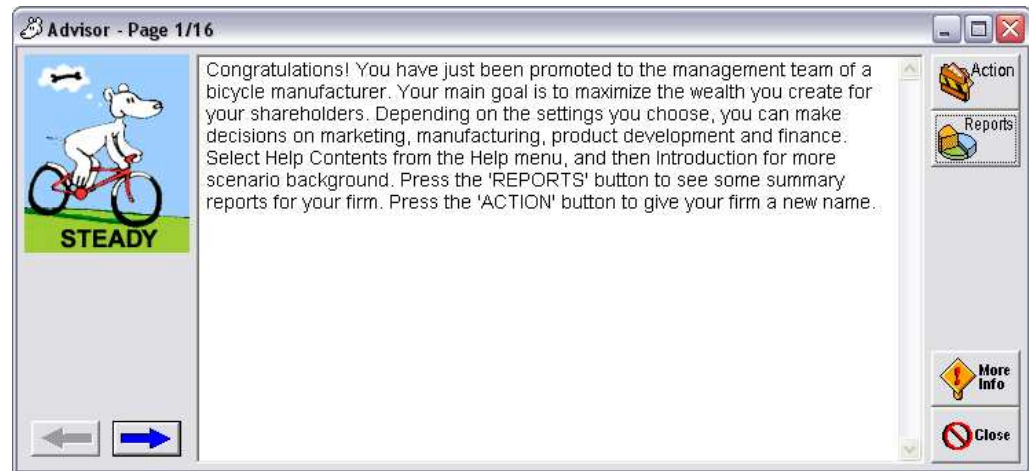 Advisor - Page 1/16
Congratulations! You have just been promoted to the management team of a
bicycle manufacturer. Your main goal is to maximize the wealth you create for
your shareholders. Depending on the settings you choose, you can make
decisions on marketing, manufacturing, product development and finance.
Select Help Contents from the Help menu, and then Introduction for more
scenario background. Press the 'REPORTS' button to see some summary
reports for your firm. Press the 'ACTION' button to give your firm a new name.
STEADY
Action
Reports
More
Info
Close